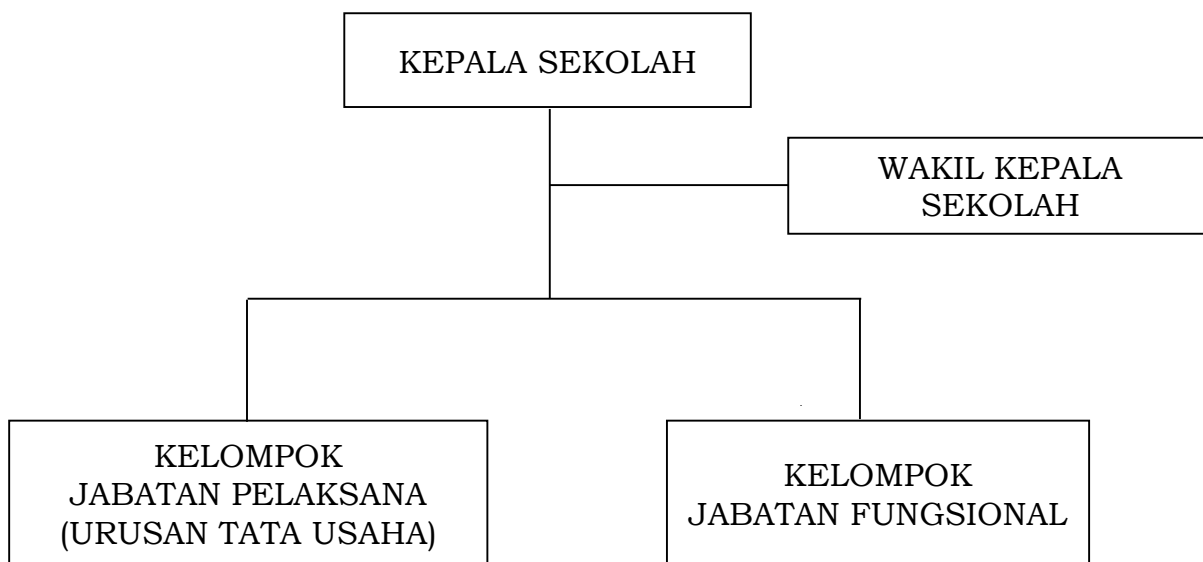 KEPALA SEKOLAH
WAKIL KEPALA
SEKOLAH
KELOMPOK
JABATAN PELAKSANA
(URUSAN TATA USAHA)
KELOMPOK
JABATAN FUNGSIONAL